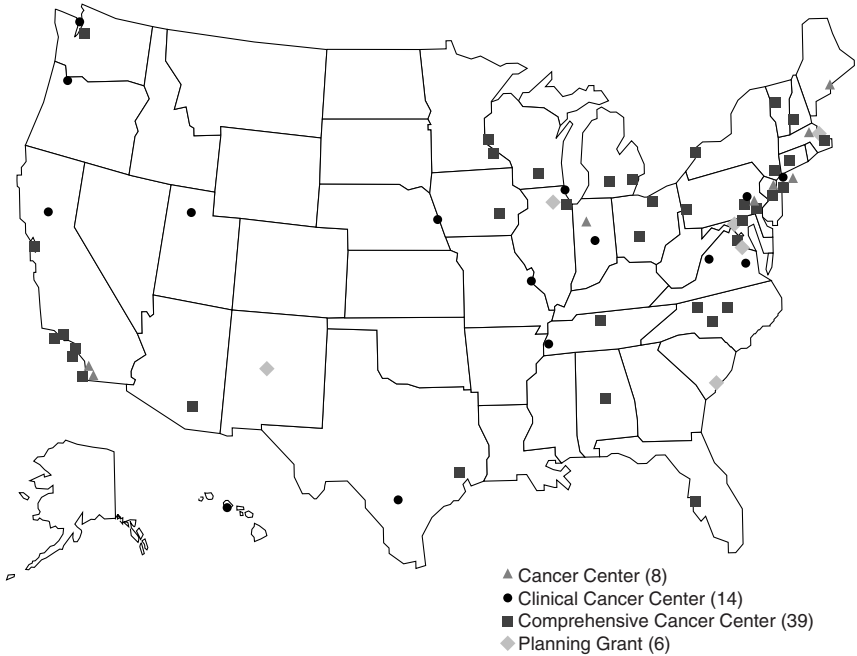 Cancer Center (8)
Clinical Cancer Center (14)
Comprehensive Cancer Center (39)
Planning Grant (6)